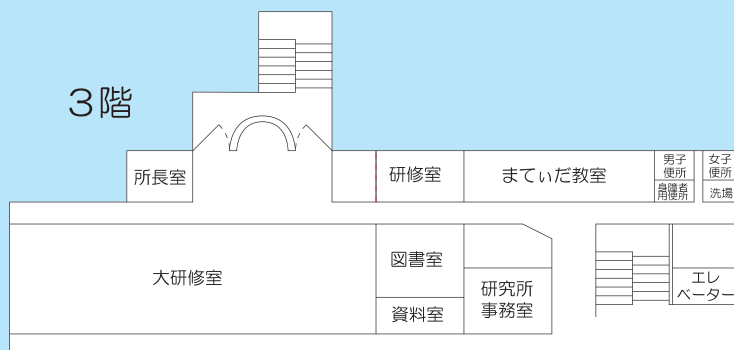 3階
所長室
研修室
まてぃだ教室
男子
便所
身障者
用便所
女子
便所
洗場
大研修室
図書室
資料室
研究所
事務室
エレ
ベーター